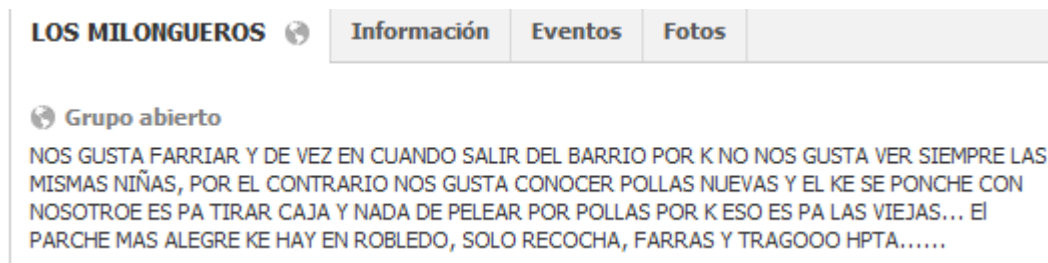 LOS MILONGUEROS Información Eventos Fotos
Grupo abierto
NOS GUSTA FARRIAR Y DE VEZ EN CUANDO SALIR DEL BARRIO POR K NO NOS GUSTA VER SIEMPRE LAS
MISMAS NIÑAS, POR EL CONTRARIO NOS GUSTA CONOCER POLLAS NUEVAS Y EL KE SE PONCHE CON
NOSOTROE ES PA TIRAR CAJA Y NADA DE PELEAR POR POLLAS POR K ESO ES PA LAS VIEJAS... El
PARCHE MAS ALEGRE KE HAY EN ROBLEDO, SOLO RECOCHA, FARRAS Y TRAGOOO HPTA......